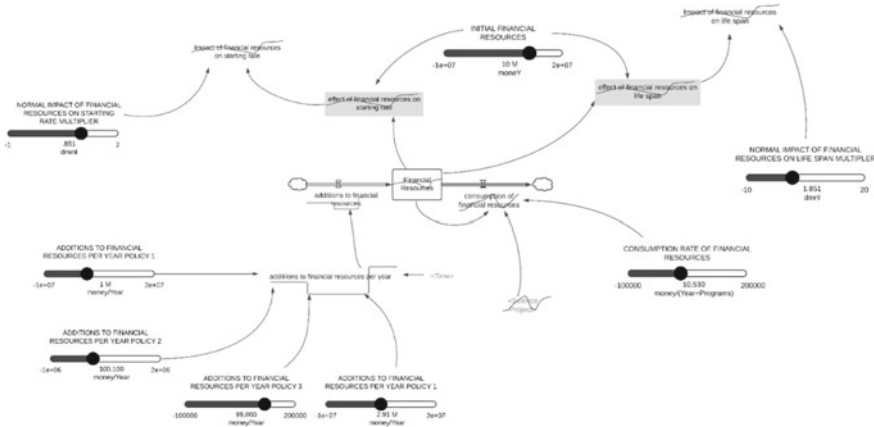 Impact of financial resources
on life span
INITIAL FINANCIAL
RESOURCES
-1e+07
10 M
2e+07
moneY
Impact of financial resources
on starting rate
effect of financial resources on
life span
effect of financial resources on
starting rate
NORMAL IMPACT OF FINANCIAL
RESOURCES ON STARTING
RATE MULTIPLIER
-1
.851
2
dmnl
NORMAL IMPACT OF FINANCIAL
RESOURCES ON LIFE SPAN MULTIPLER
-10
1.851
20
dmnl
Financial
Resources
additions to financial
resources
consumption of
financial resources
CONSUMPTION RATE OF FINANCIAL
RESOURCES
-100000
10,530
200000
money/(Year*Programs)
ADDITIONS TO FINANCIAL
RESOURCES PER YEAR POLICY 1
-1e+07
1 M
2e+07
money/Year
additions to financial resources per year
<Time>
ADDITIONS TO FINANCIAL
RESOURCES PER YEAR POLICY 2
-1e+06
100,100
2e+06
money/Year
ADDITIONS TO FINANCIAL
RESOURCES PER YEAR POLICY 3
-100000
200000
money/Year
ADDITIONS TO FINANCIAL
RESOURCES PER YEAR POLICY 1
-1e+07
2.91 M
2e+07
money/Year